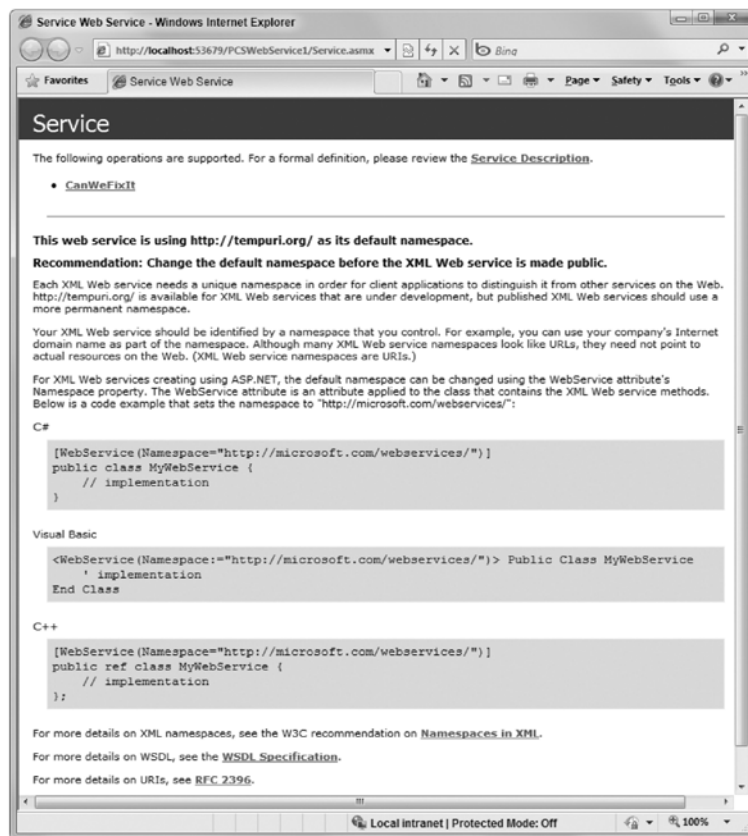 Service Web Service - Windows Internet Explorer
http://localhost:53679/PCSWebService1/Service.asmx
Bing
Favorites
Service Web Service
Page
Safety
Tools
Service
The following operations are supported. For a formal definition, please review the Service Description.
• CanWeFixIt
This web service is using http://tempuri.org/ as its default namespace.
Recommendation: Change the default namespace before the XML Web service is made public.
Each XML Web service needs a unique namespace in order for client applications to distinguish it from other services on the Web.
http://tempuri.org/ is available for XML Web services that are under development, but published XML Web services should use a
more permanent namespace.
Your XML Web service should be identified by a namespace that you control. For example, you can use your company's Internet
domain name as part of the namespace. Although many XML Web service namespaces look like URLs, they need not point to
actual resources on the Web. (XML Web service namespaces are URIs.)
For XML Web services creating using ASP.NET, the default namespace can be changed using the WebService attribute's
Namespace property. The WebService attribute is an attribute applied to the class that contains the XML Web service methods.
Below is a code example that sets the namespace to "http://microsoft.com/webservices/":
C#
[WebService(Namespace="http://microsoft.com/webservices/")]
public class MyWebService {
// implementation
}
Visual Basic
<WebService(Namespace:="http://microsoft.com/webservices/")> Public Class MyWebService
' implementation
End Class
C++
[WebService(Namespace="http://microsoft.com/webservices/")]
public ref class MyWebService {
// implementation
};
For more details on XML namespaces, see the W3C recommendation on Namespaces in XML.
For more details on WSDL, see the WSDL Specification.
For more details on URIs, see RFC 2396.
Local intranet | Protected Mode: Off
100%